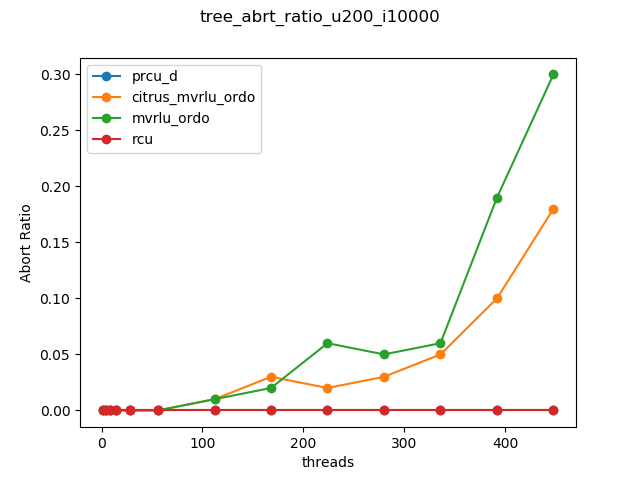 tree_abrt_ratio_u200_i10000
prcu_d
citrus_mvrlu_ordo
mvrlu_ordo
rcu
Abort Ratio
0.30
0.25
0.20
0.15
0.10
0.05
0.00
0 100 200 300 400
threads